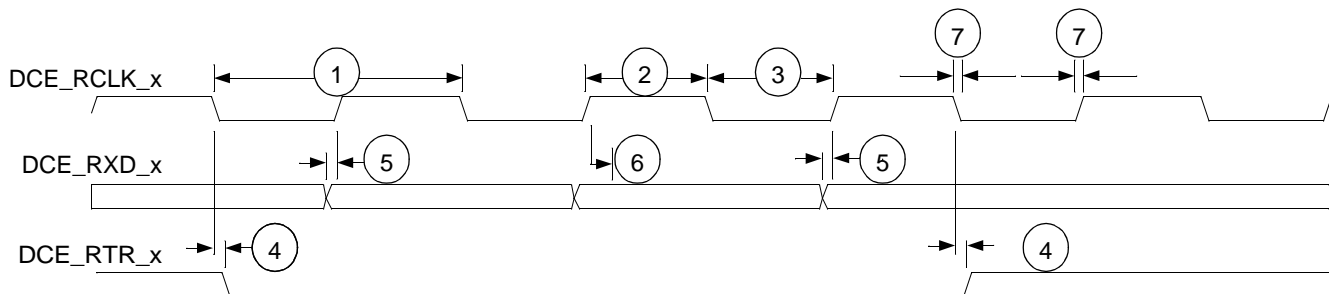 7 7
1 2 3
DCE_RCLK_x
5 6 5
DCE_RXD_x
4 4
DCE_RTR_x